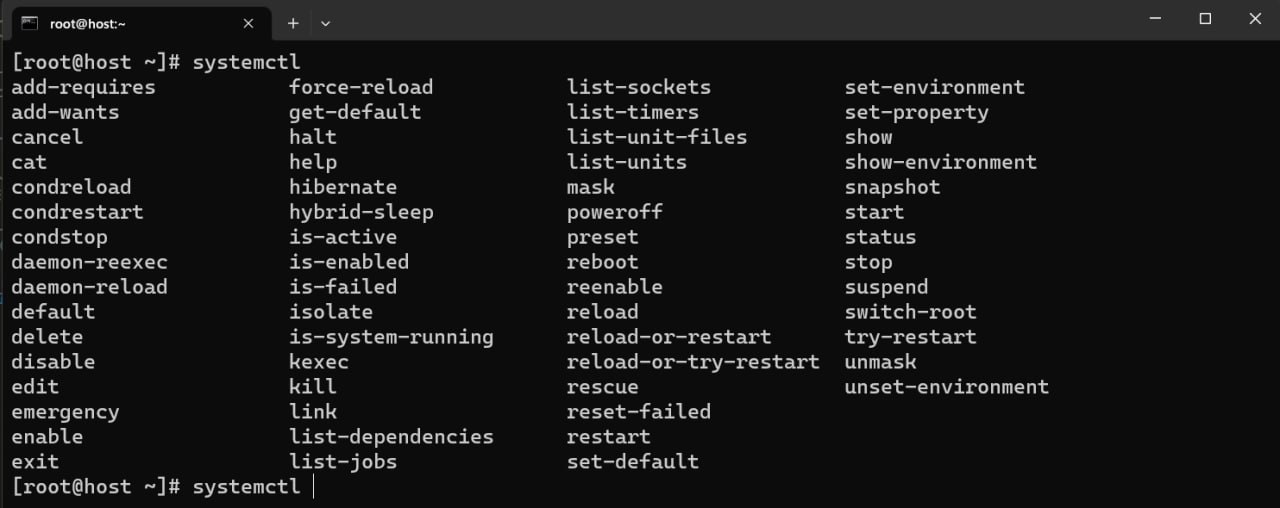 root@host:~
[root@host ~]# systemctl
add-requires force-reload list-sockets set-environment
add-wants get-default list-timers set-property
cancel halt list-unit-files show
cat help list-units show-environment
condreload hibernate mask snapshot
condrestart hybrid-sleep poweroff start
condstop is-active preset status
daemon-reexec is-enabled reboot stop
daemon-reload is-failed reenable suspend
default isolate reload switch-root
delete is-system-running reload-or-restart try-restart
disable kexec reload-or-try-restart unmask
edit kill rescue unset-environment
emergency link reset-failed
enable list-dependencies restart
exit list-jobs set-default
[root@host ~]# systemctl